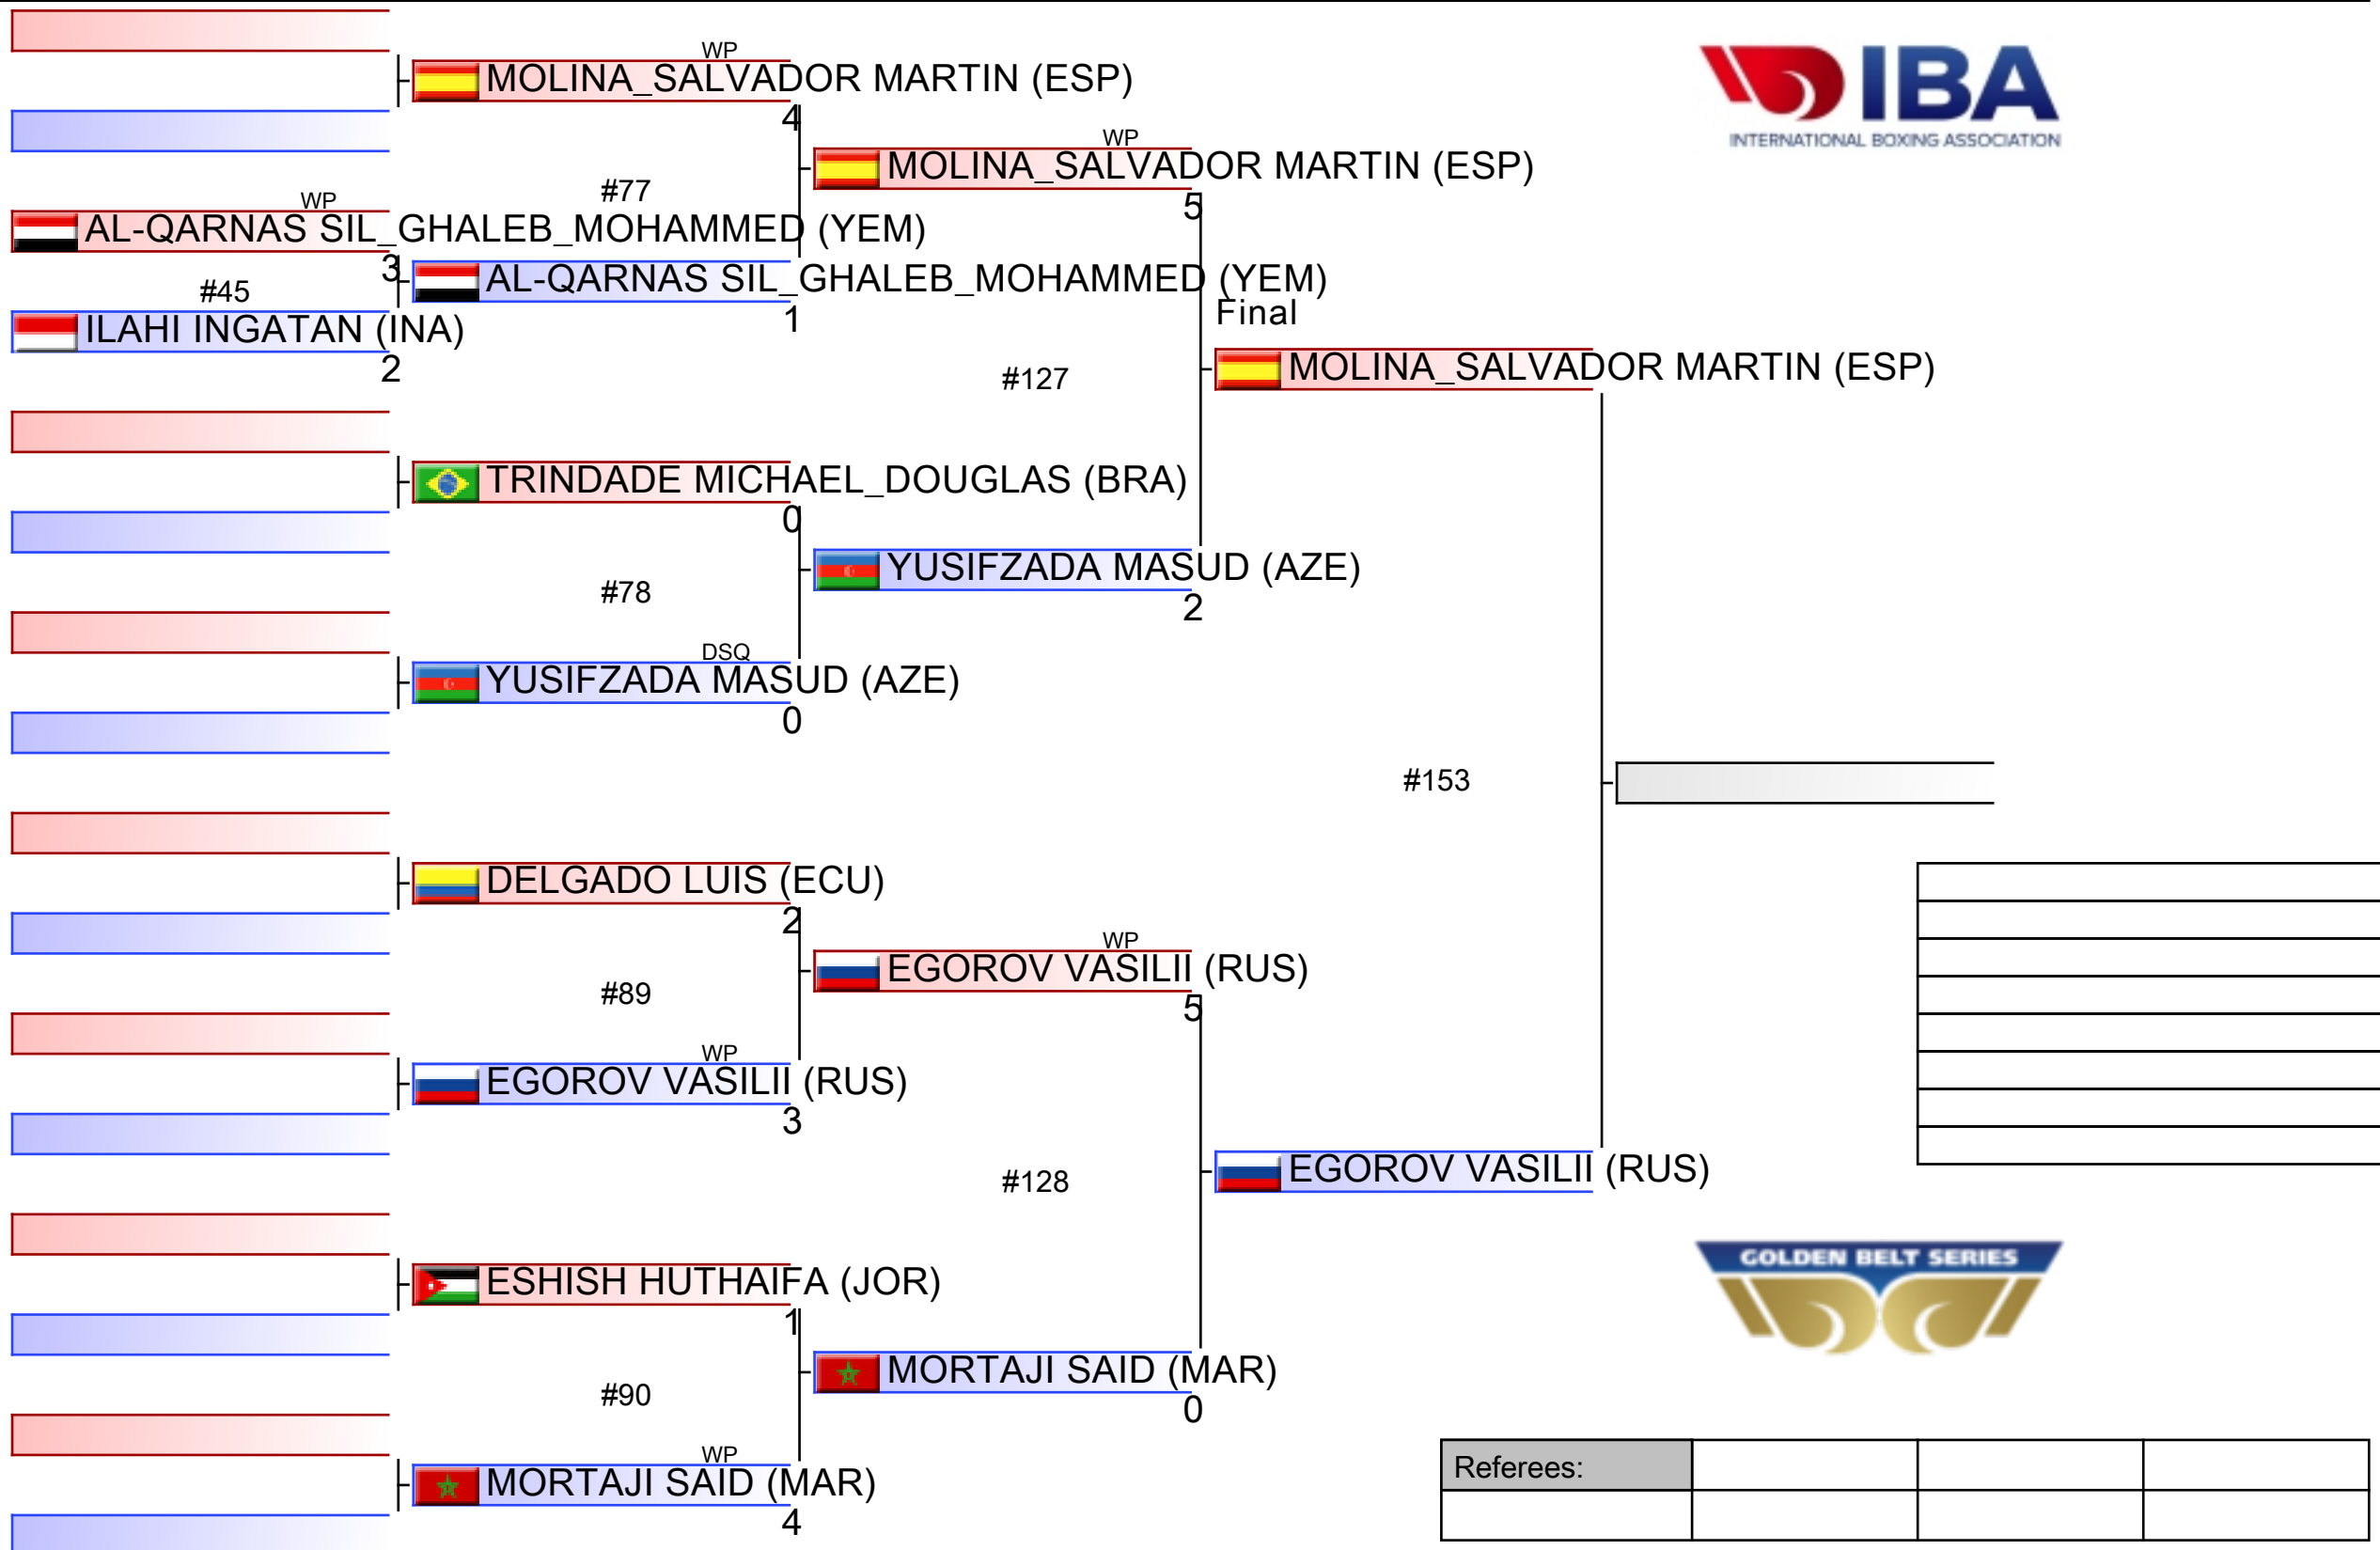 WP
MOLINA_SALVADOR MARTIN (ESP)
4
IBA
INTERNATIONAL BOXING ASSOCIATION
WP
MOLINA_SALVADOR MARTIN (ESP)
5
#77
WP
AL-QARNAS SIL_GHALEB_MOHAMMED (YEM)
3
AL-QARNAS SIL_GHALEB_MOHAMMED (YEM)
1
#45
ILAHI INGATAN (INA)
2
Final
MOLINA_SALVADOR MARTIN (ESP)
#127
TRINDADE MICHAEL_DOUGLAS (BRA)
0
YUSIFZADA MASUD (AZE)
2
#78
DSQ
YUSIFZADA MASUD (AZE)
0
#153
DELGADO LUIS (ECU)
2
WP
EGOROV VASILII (RUS)
5
#89
WP
EGOROV VASILII (RUS)
3
#128
EGOROV VASILII (RUS)
ESHISH HUTHAIFA (JOR)
1
GOLDEN BELT SERIES
MORTAJI SAID (MAR)
0
#90
WP
MORTAJI SAID (MAR)
4
Referees: